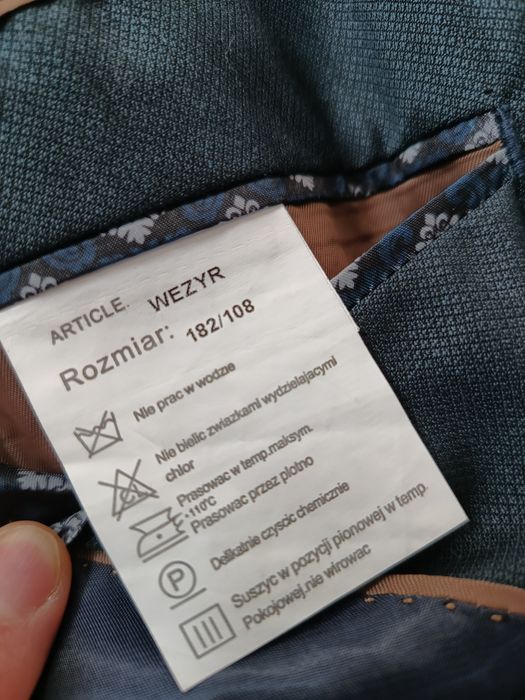 ARTICLE. WEZYR
Rozmiar: 182/108
Nie prac w wodzie
Nie bielic zwiazkami wydzielajacymi
chlor
Prasowac w temp.maksym.
110°C
Prasowac przez plotno
Delikatnie czyscic chemicznie
P
Suszyc w pozycji pionowej w temp.
Pokojowej.nie wirowac